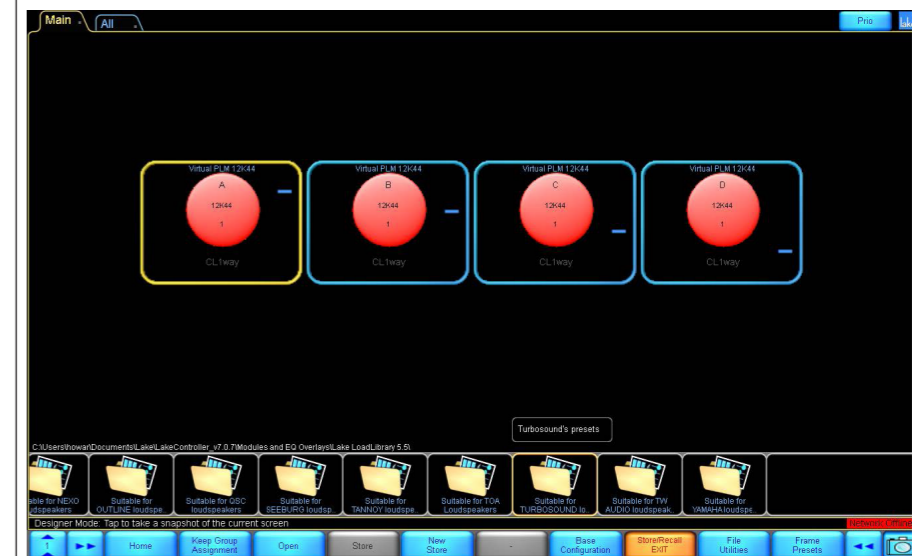 Main
All
Prio
Virtual PLM 12K44
A
12K44
1
CL1way
Virtual PLM 12K44
B
12K44
1
CL1way
Virtual PLM 12K44
C
12K44
1
CL1way
Virtual PLM 12K44
D
12K44
1
CL1way
Turbosound's presets
C:\Users\howar\Documents\Lake\LakeController_v7.0.7\Modules and EQ Overlays\Lake LoadLibrary 5.5\
able for NEXO
udspeakers
Suitable for
OUTLINE loudspe..
Suitable for QSC
loudspeakers
Suitable for
SEEBURG loudsp..
Suitable for
TANNOY loudspe..
Suitable for TOA
Loudspeakers
Suitable for
TURBOSOUND lo..
Suitable for TW
AUDIO loudspeak..
Suitable for
YAMAHA loudspe..
Designer Mode: Tap to take a snapshot of the current screen
Network Offline
1
Home
Keep Group
Assignment
Open
Store
New
Store
-
Base
Configuration
Store/Recall
EXIT
File
Utilities
Frame
Presets